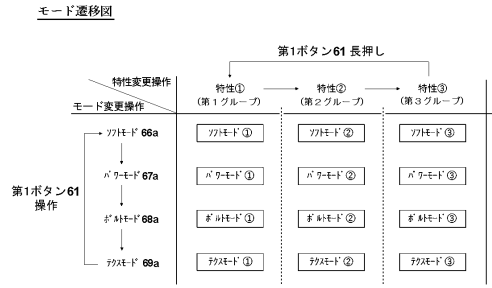 モード遷移図
第1ボタン61 長押し
特性変更操作
特性① 特性② 特性③
(第1グループ) (第2グループ) (第3グループ)
モード変更操作
ｿﾌﾄﾓｰﾄﾞ 66a ｿﾌﾄﾓｰﾄﾞ① ｿﾌﾄﾓｰﾄﾞ② ｿﾌﾄﾓｰﾄﾞ③
ﾊﾟﾜｰﾓｰﾄﾞ 67a ﾊﾟﾜｰﾓｰﾄﾞ① ﾊﾟﾜｰﾓｰﾄﾞ② ﾊﾟﾜｰﾓｰﾄﾞ③
第1ボタン61
操作
ﾎﾞﾙﾄﾓｰﾄﾞ 68a ﾎﾞﾙﾄﾓｰﾄﾞ① ﾎﾞﾙﾄﾓｰﾄﾞ② ﾎﾞﾙﾄﾓｰﾄﾞ③
ﾃｸｽﾓｰﾄﾞ 69a ﾃｸｽﾓｰﾄﾞ① ﾃｸｽﾓｰﾄﾞ② ﾃｸｽﾓｰﾄﾞ③